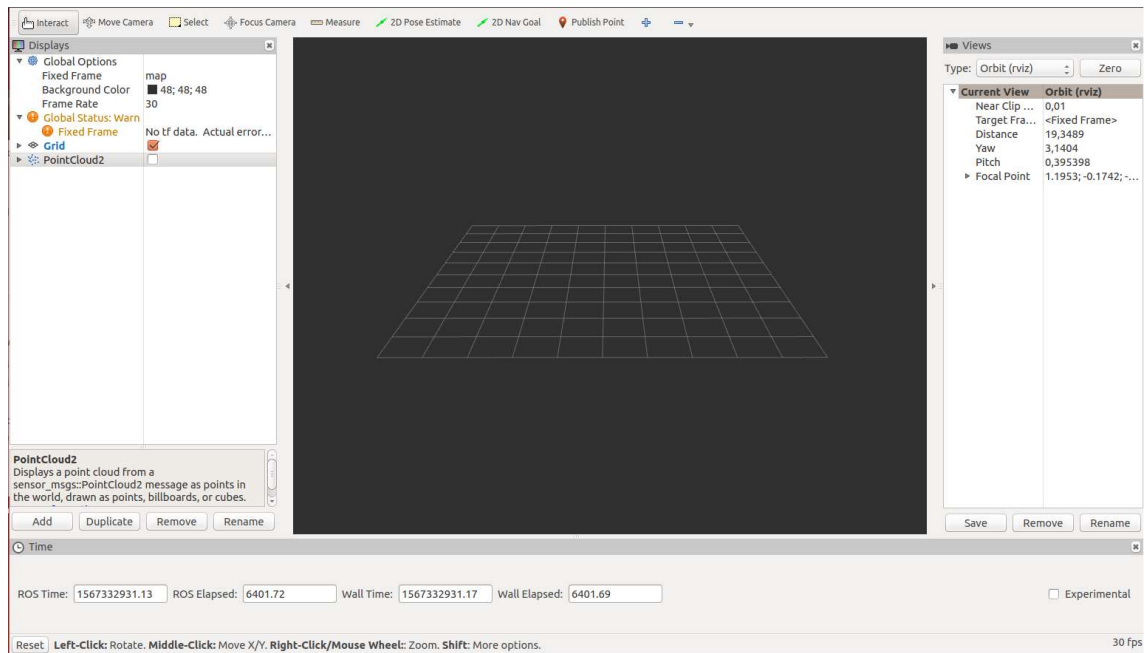 Interact Move Camera Select Focus Camera Measure 2D Pose Estimate 2D Nav Goal Publish Point
Displays
Global Options
Fixed Frame map
Background Color 48; 48; 48
Frame Rate 30
Global Status: Warn
Fixed Frame No tf data. Actual error...
Grid
PointCloud2
PointCloud2
Displays a point cloud from a
sensor_msgs::PointCloud2 message as points in
the world, drawn as points, billboards, or cubes.
Add Duplicate Remove Rename
Views
Type: Orbit (rviz) Zero
Current View Orbit (rviz)
Near Clip ... 0,01
Target Fra... <Fixed Frame>
Distance 19,3489
Yaw 3,1404
Pitch 0,395398
Focal Point 1.1953; -0.1742; -...
Save Remove Rename
Time
ROS Time: 1567332931.13 ROS Elapsed: 6401.72 Wall Time: 1567332931.17 Wall Elapsed: 6401.69 Experimental
Reset Left-Click: Rotate. Middle-Click: Move X/Y. Right-Click/Mouse Wheel:: Zoom. Shift: More options. 30 fps